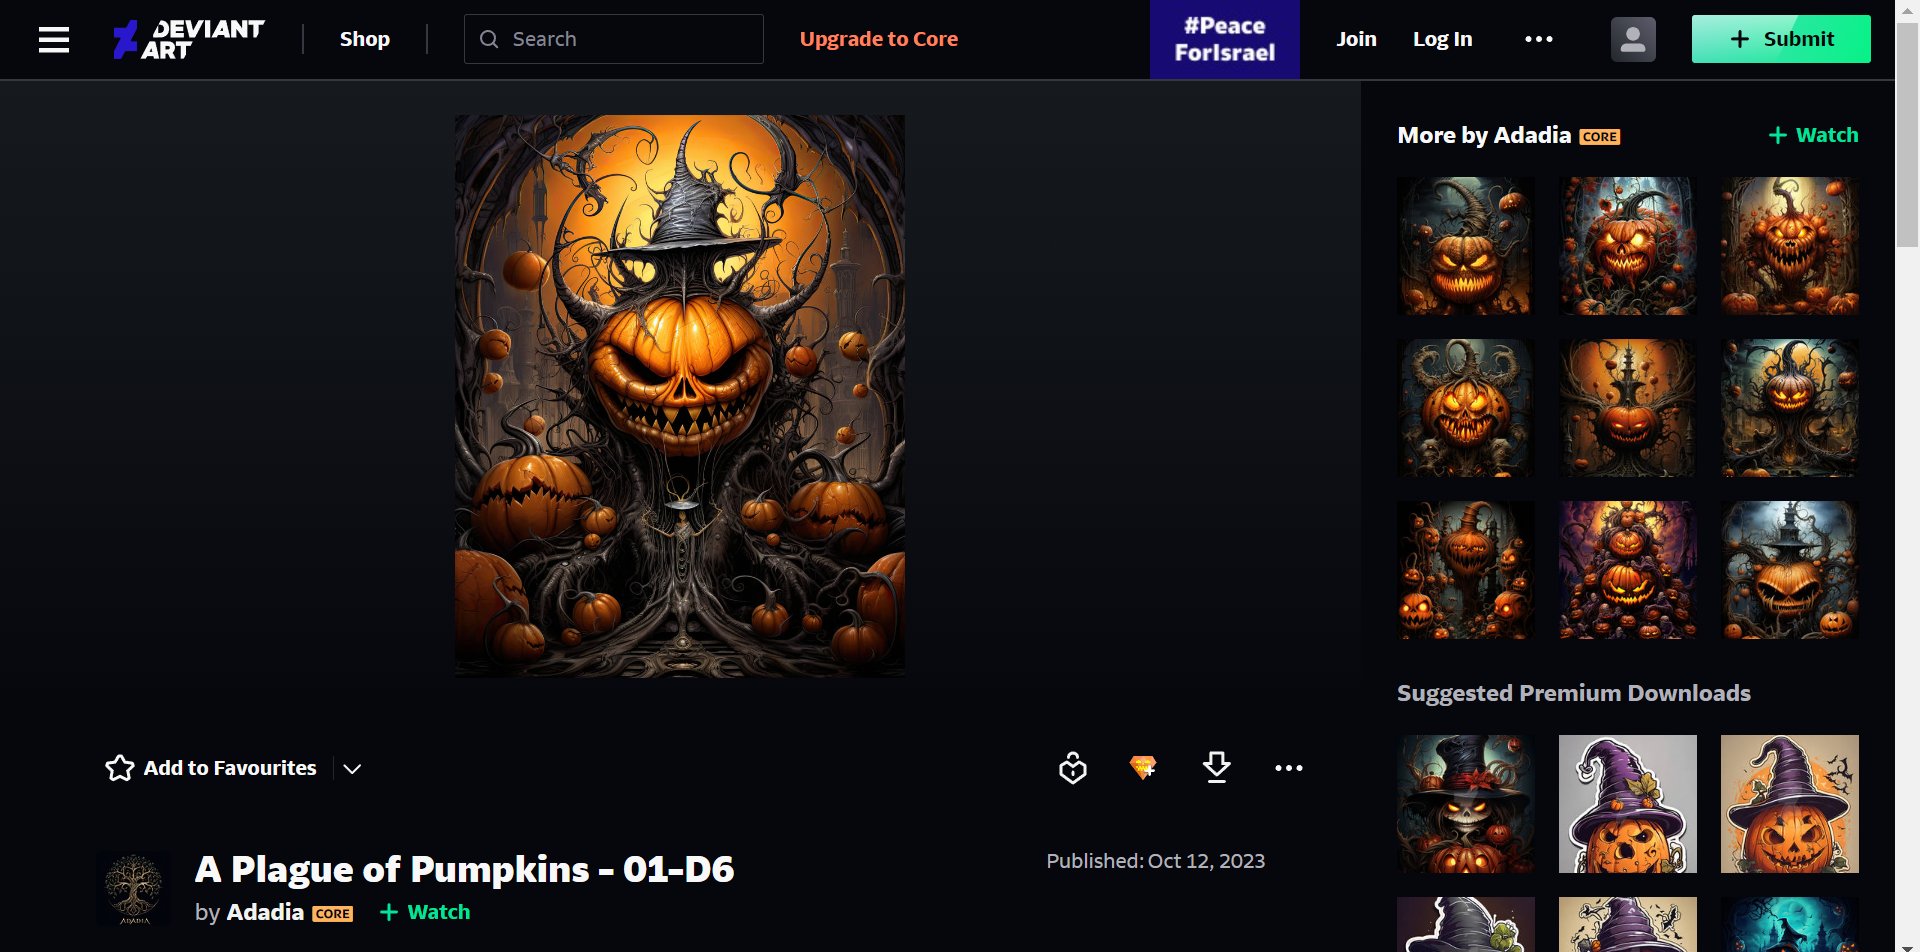 DEVIANT
ART
Shop
Search
Upgrade to Core
#Peace
ForIsrael
Join
Log In
Submit
More by Adadia CORE
Watch
Suggested Premium Downloads
Add to Favourites
A Plague of Pumpkins - 01-D6
Published: Oct 12, 2023
by Adadia CORE
Watch
ADADIA